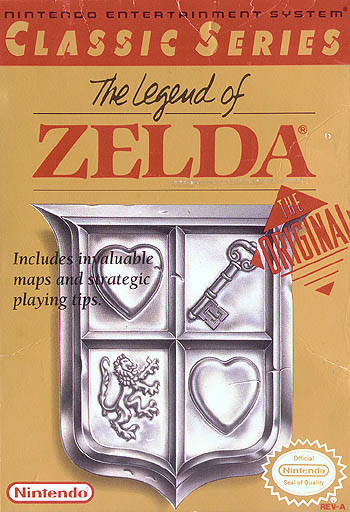 NINTENDO ENTERTAINMENT SYSTEM®
CLASSIC SERIES
The Legend of
ZELDA®
THE
ORIGINAL
Includes invaluable
maps and strategic
playing tips.
Official
Nintendo
Seal of Quality
Nintendo®
REV-A